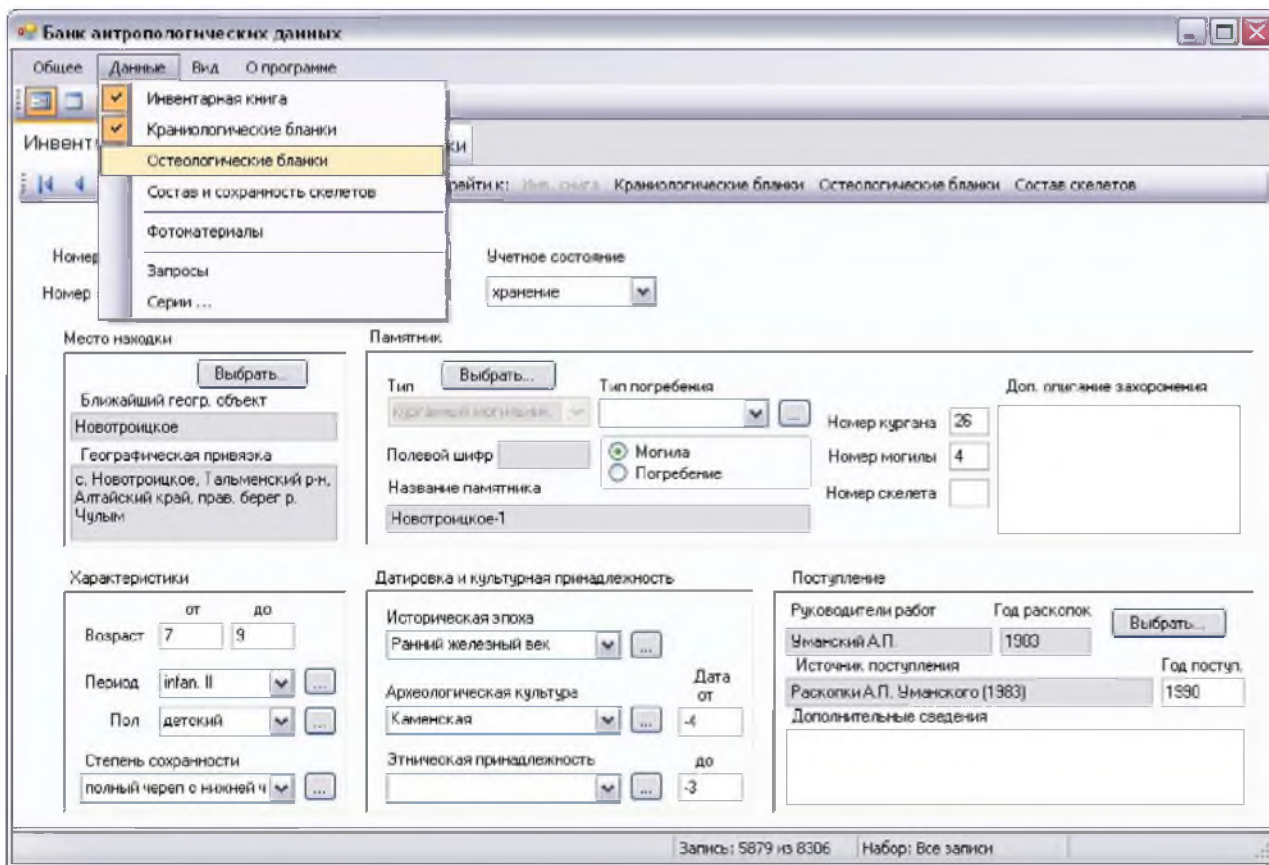 Банк антропологических данных
Общее Данные Вид О программе
Инвентарная книга
Краниологические бланки
Инвент ки
Остеологические бланки
Состав и сохранность скелетов
рейти к: Инв. книга Краниологические бланки Остеологические бланки Состав скелетов
Фотоматериалы
Номер Учетное состояние
Запросы
Номер хранение
Серии ...
Место находки Памятник
Выбрать... Тип Выбрать... Тип погребения Доп. описание захоронения
Ближайший геогр. объект курганный могильник
Новотроицкое Номер кургана 26
Географическая привязка Полевой шифр Могила Номер могилы 4
с. Новотроицкое, Тальменский р-н, Погребение
Алтайский край, прав. берег р. Название памятника Номер скелета
Чулым Новотроицкое-1
Характеристики Датировка и культурная принадлежность Поступление
от до Историческая эпоха Руководители работ Год раскопок Выбрать...
Возраст 7 9 Ранний железный век ... Уманский А.П. 1983
Источник поступления Год поступ.
Период infan. II ... Археологическая культура Дата от Раскопки А.П. Уманского (1983) 1990
Пол детский ... Каменская ... -4 Дополнительные сведения
Степень сохранности Этническая принадлежность до
полный череп с нижней ч ... ... -3
Запись: 5879 из 8306 Набор: Все записи